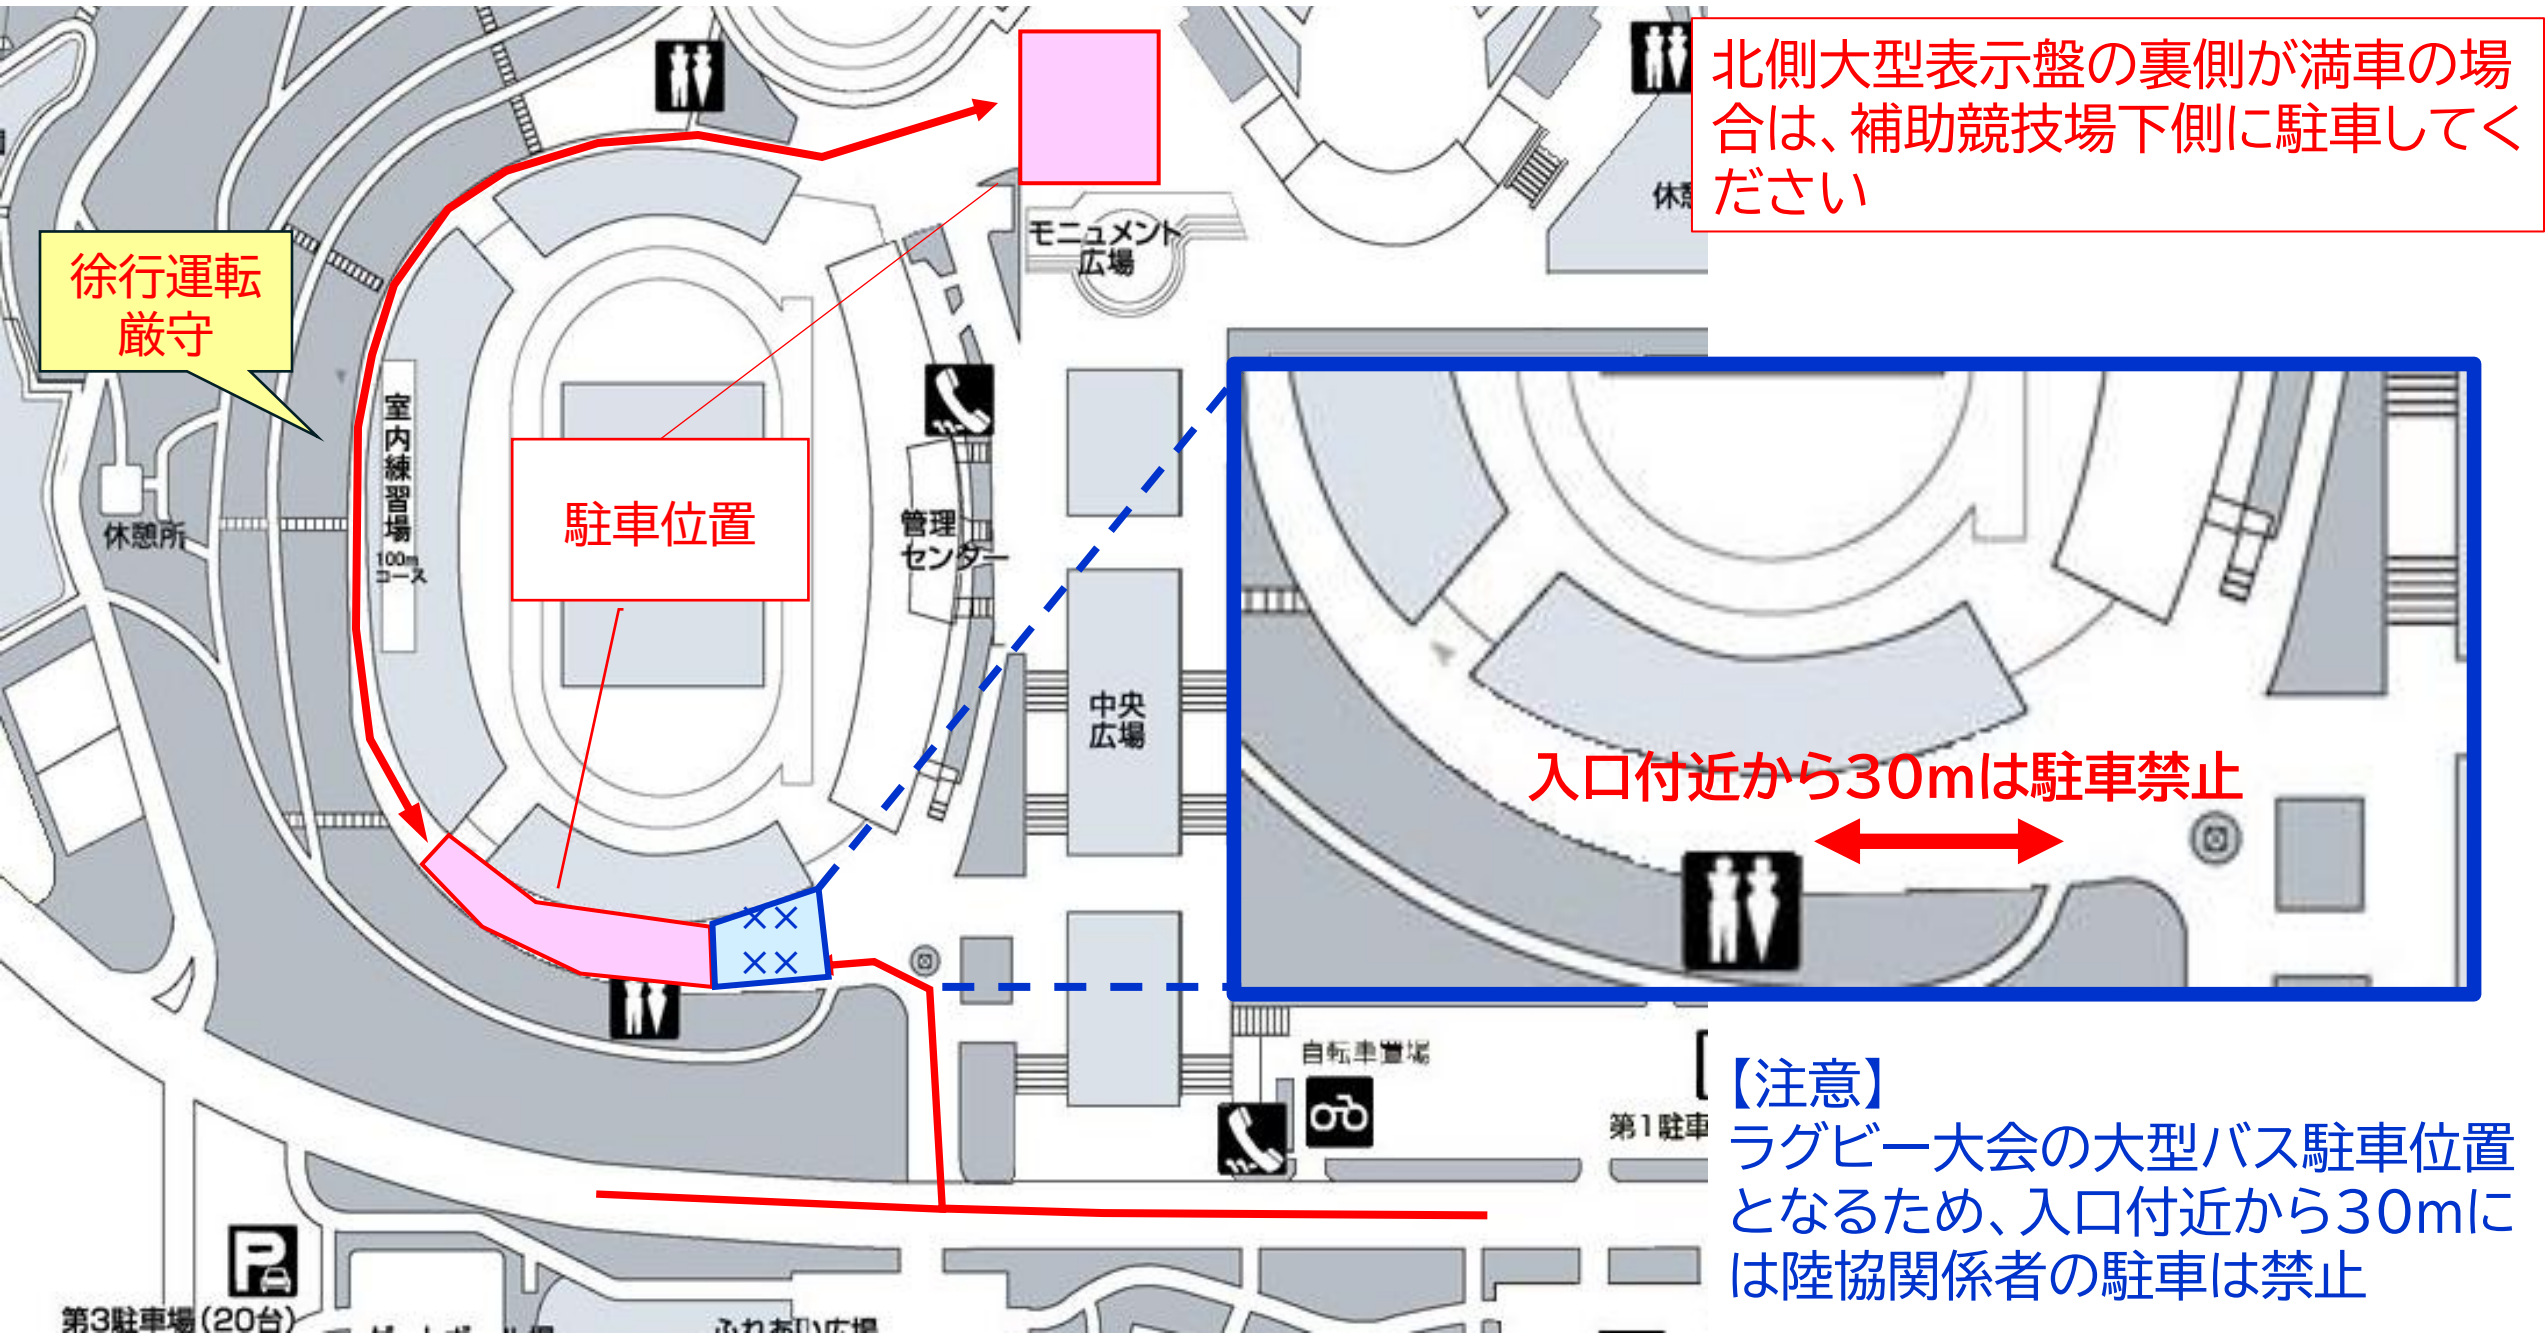 北側大型表示盤の裏側が満車の場
合は、補助競技場下側に駐車してく
ださい
徐行運転
厳守
モニュメント
広場
室内練習場
100m
コース
休憩所
駐車位置
管理
センター
中央
広場
入口付近から30mは駐車禁止
××
××
自転車置場
第1駐車
【注意】
ラグビー大会の大型バス駐車位置
となるため、入口付近から30mに
は陸協関係者の駐車は禁止
P
第3駐車場(20台)
ふれあい広場